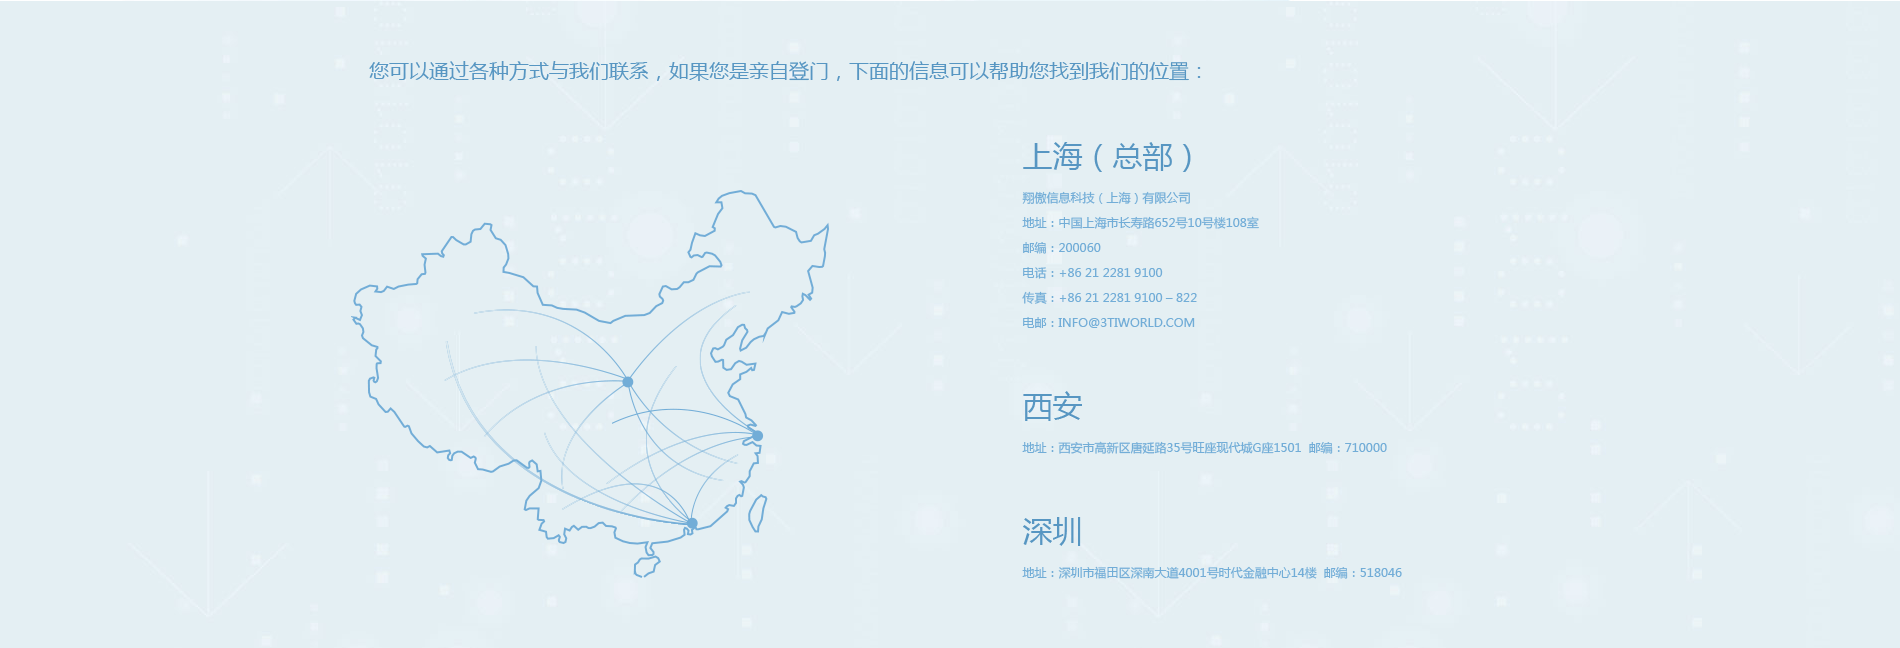 您可以通过各种方式与我们联系，如果您是亲自登门，下面的信息可以帮助您找到我们的位置：
上海（总部）
翔傲信息科技（上海）有限公司
地址：中国上海市长寿路652号10号楼108室
邮编：200060
电话：+86 21 2281 9100
传真：+86 21 2281 9100 – 822
电邮：INFO@3TIWORLD.COM
西安
地址：西安市高新区唐延路35号旺座现代城G座1501 邮编：710000
深圳
地址：深圳市福田区深南大道4001号时代金融中心14楼 邮编：518046